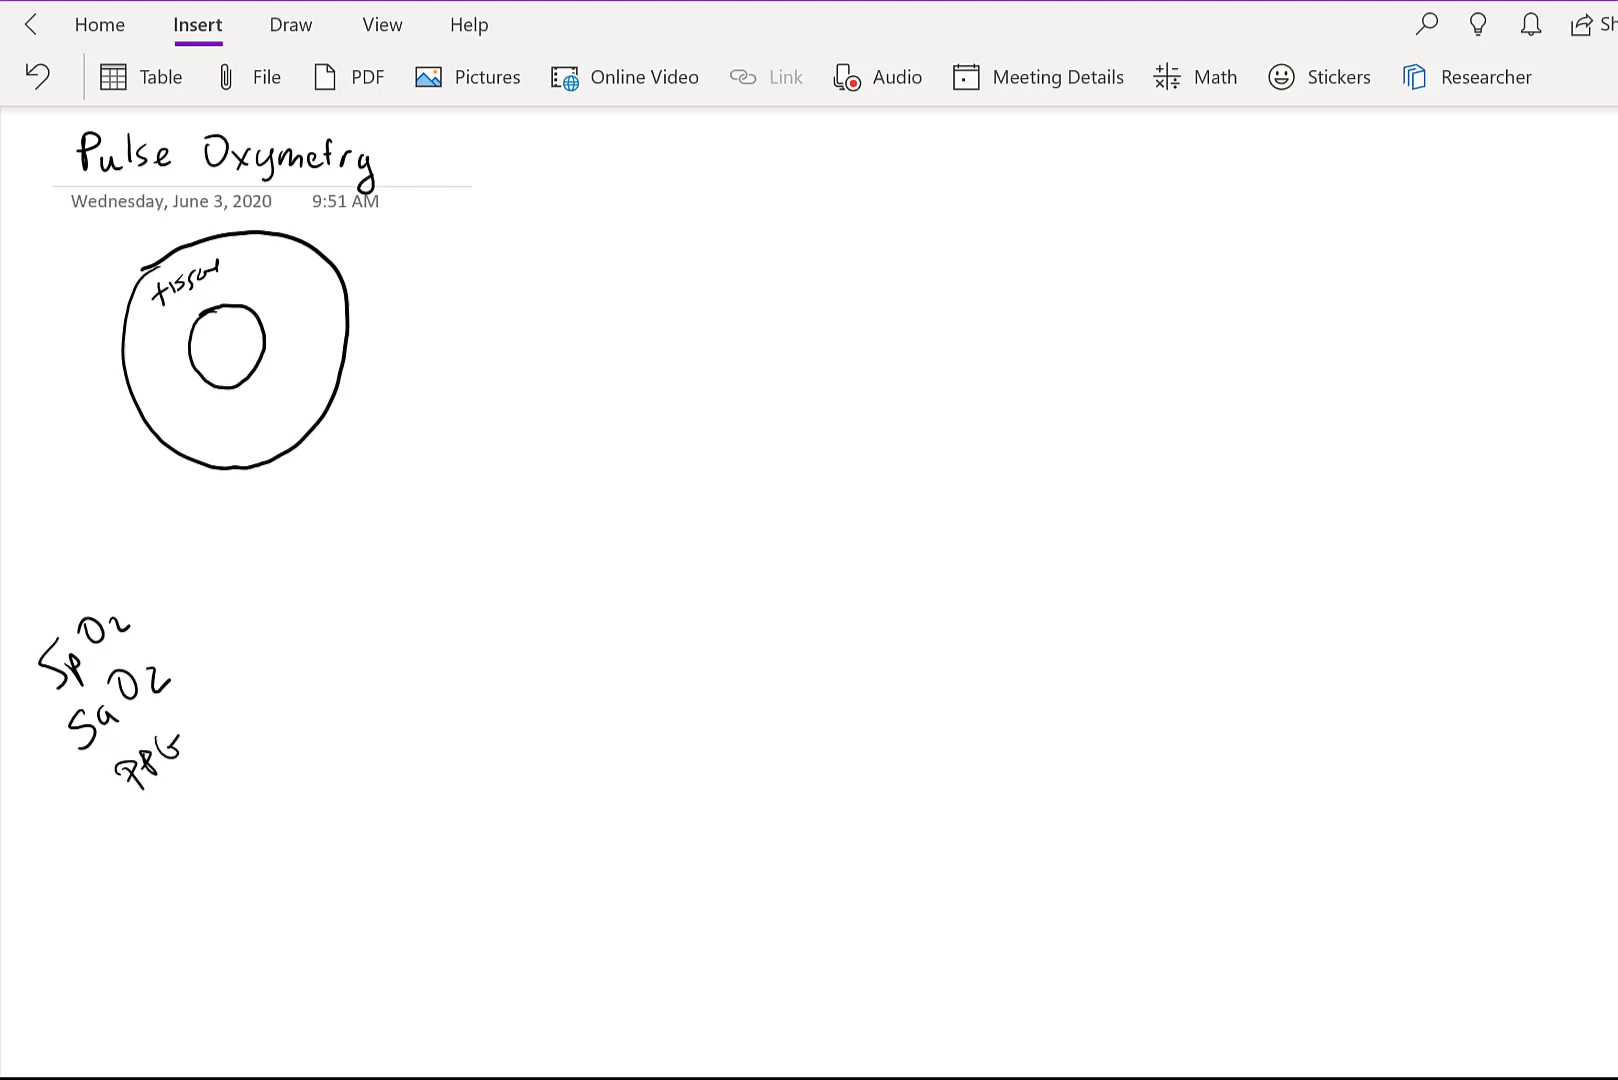 Home Insert Draw View Help Sh
Table File PDF Pictures Online Video Link Audio Meeting Details Math Stickers Researcher
Pulse Oxymetry
Wednesday, June 3, 2020 9:51 AM
tissue
SpO2
SaO2
PPG